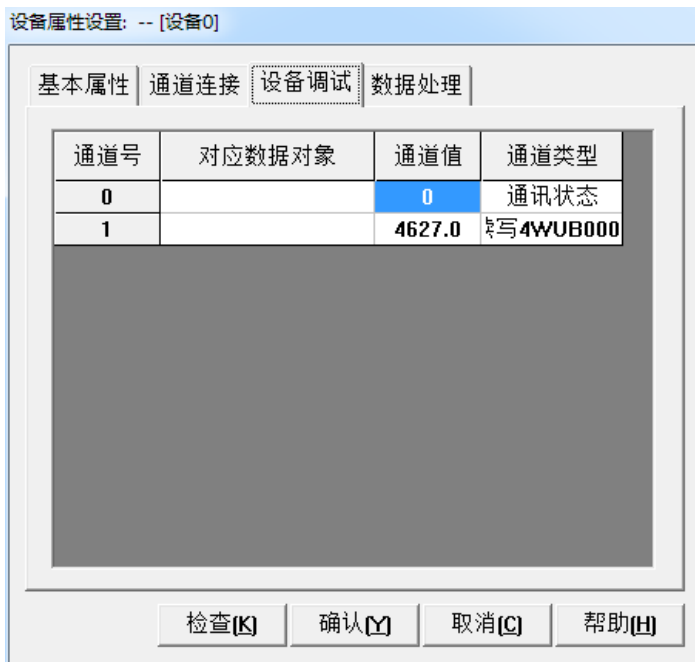 设备属性设置: -- [设备0]
基本属性 通道连接 设备调试 数据处理
通道号 对应数据对象 通道值 通道类型
0 0 通讯状态
1 4627.0 写4WUB000
检查[K] 确认[Y] 取消[C] 帮助[H]